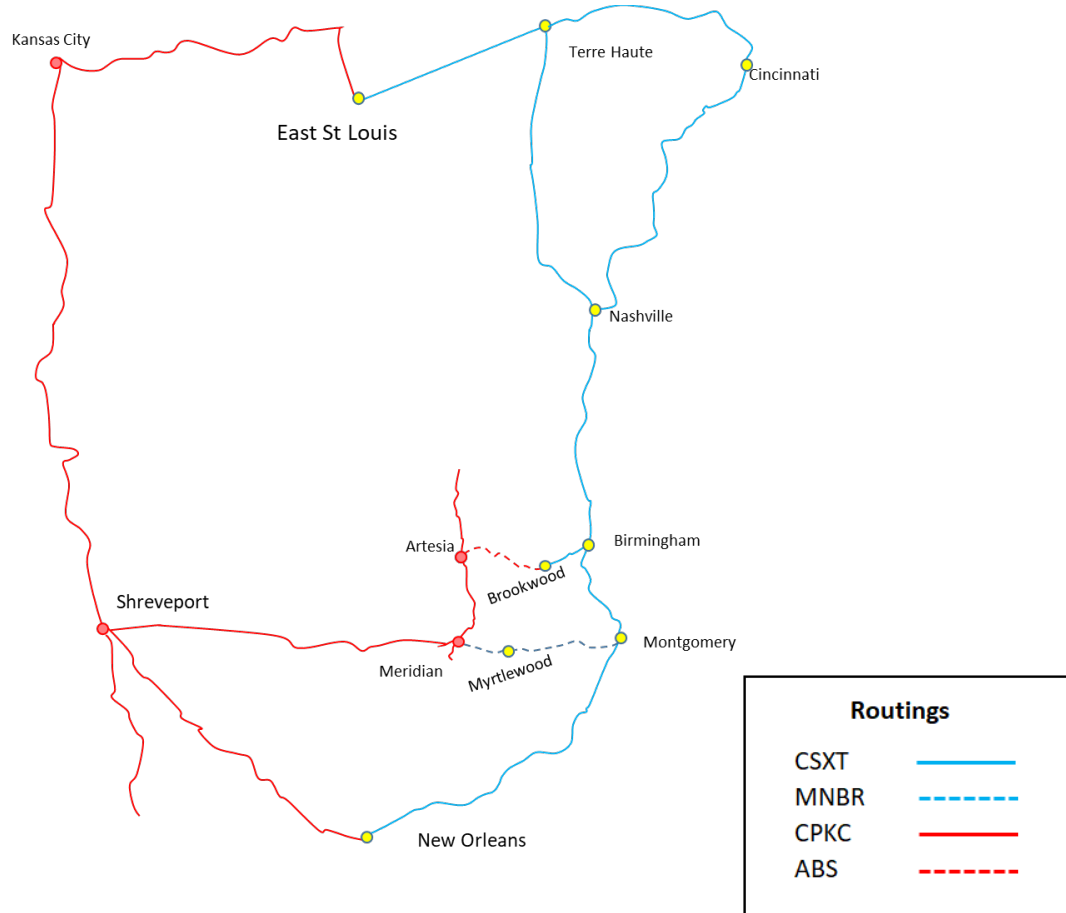 Kansas City
Terre Haute
Cincinnati
East St Louis
Nashville
Artesia
Birmingham
Brookwood
Shreveport
Montgomery
Meridian
Myrtlewood
New Orleans
Routings
CSXT
MNBR
CPKC
ABS